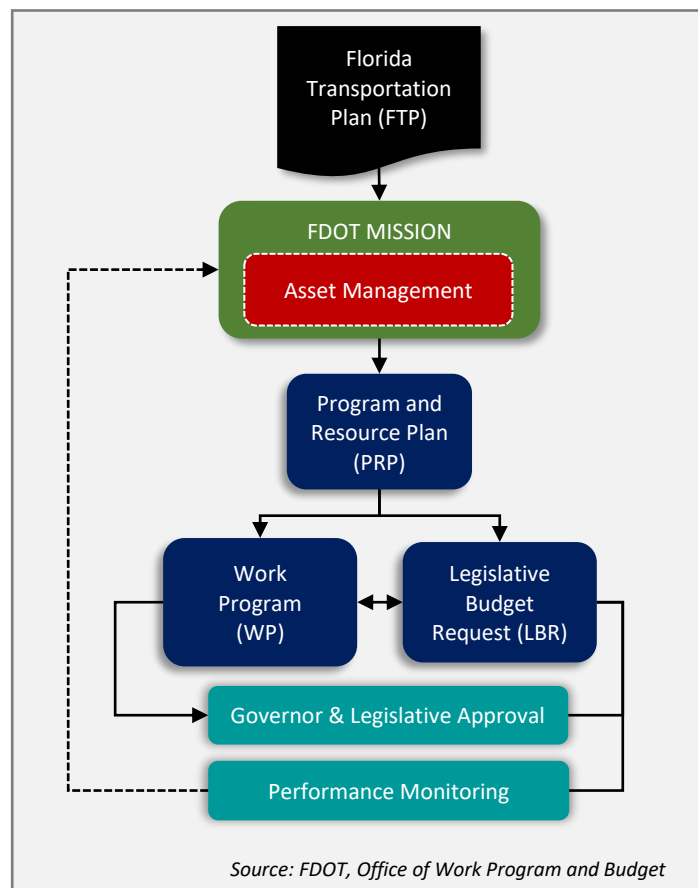 Florida
Transportation
Plan (FTP)
FDOT MISSION
Asset Management
Program and
Resource Plan
(PRP)
Work
Program
(WP)
Legislative
Budget
Request (LBR)
Governor & Legislative Approval
Performance Monitoring
Source: FDOT, Office of Work Program and Budget